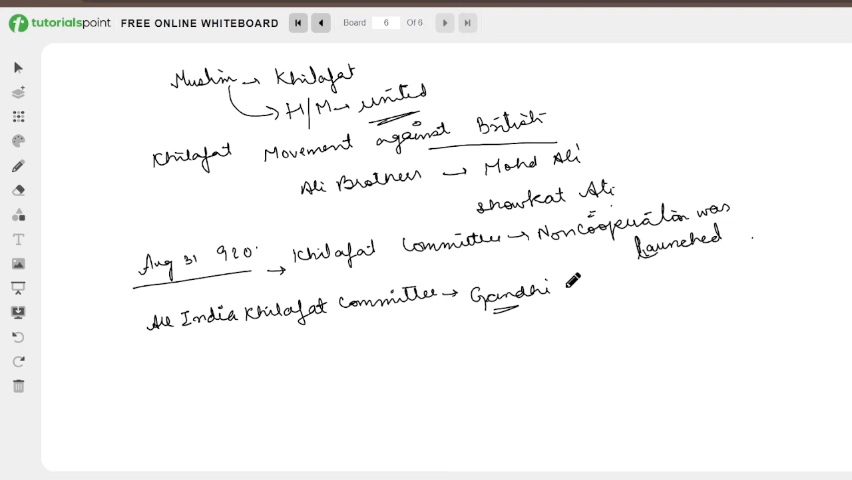 tutorialspoint FREE ONLINE WHITEBOARD Board 6 Of 6
Muslim → Khilafat
→ H/M → united
Khilafat Movement against British
Ali Brothers → Mohd Ali
Showkat Ali
Aug 31 920.
→ Khilafat Committee → Noncooperation was
launched
All India Khilafat Committee → Gandhi